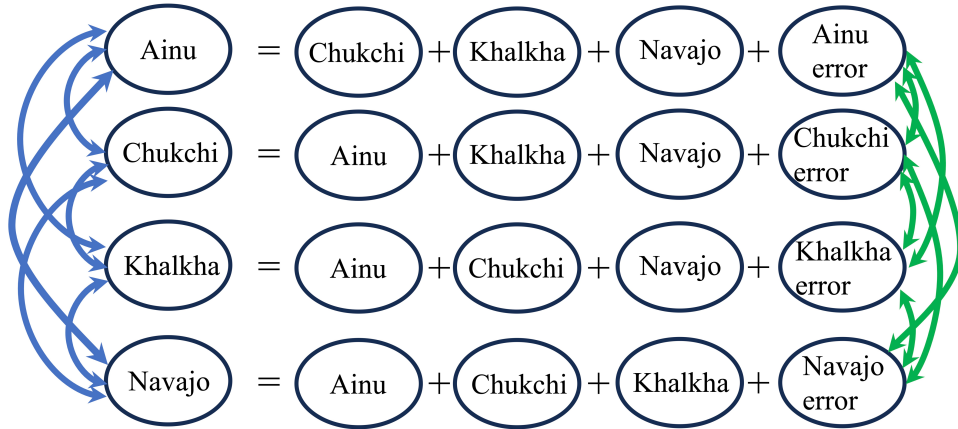 Ainu = Chukchi + Khalkha + Navajo + Ainu error
Chukchi = Ainu + Khalkha + Navajo + Chukchi error
Khalkha = Ainu + Chukchi + Navajo + Khalkha error
Navajo = Ainu + Chukchi + Khalkha + Navajo error